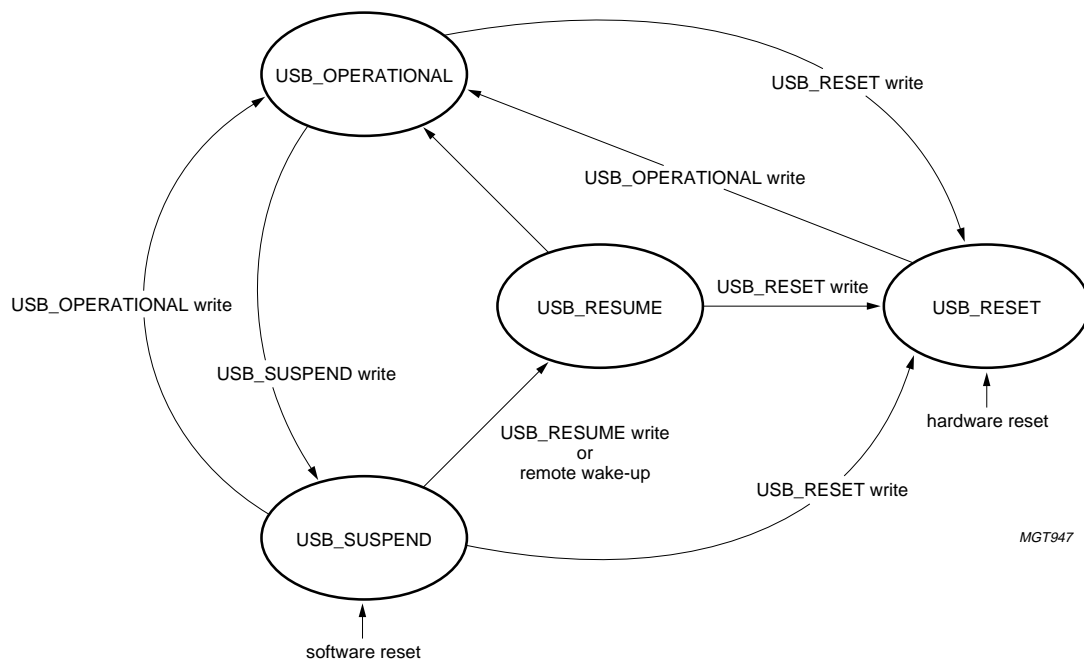 USB_OPERATIONAL
USB_RESET write
USB_OPERATIONAL write
USB_RESET write
USB_OPERATIONAL write
USB_RESUME
USB_RESET
USB_SUSPEND write
hardware reset
USB_RESUME write
or
remote wake-up
USB_RESET write
USB_SUSPEND
MGT947
software reset